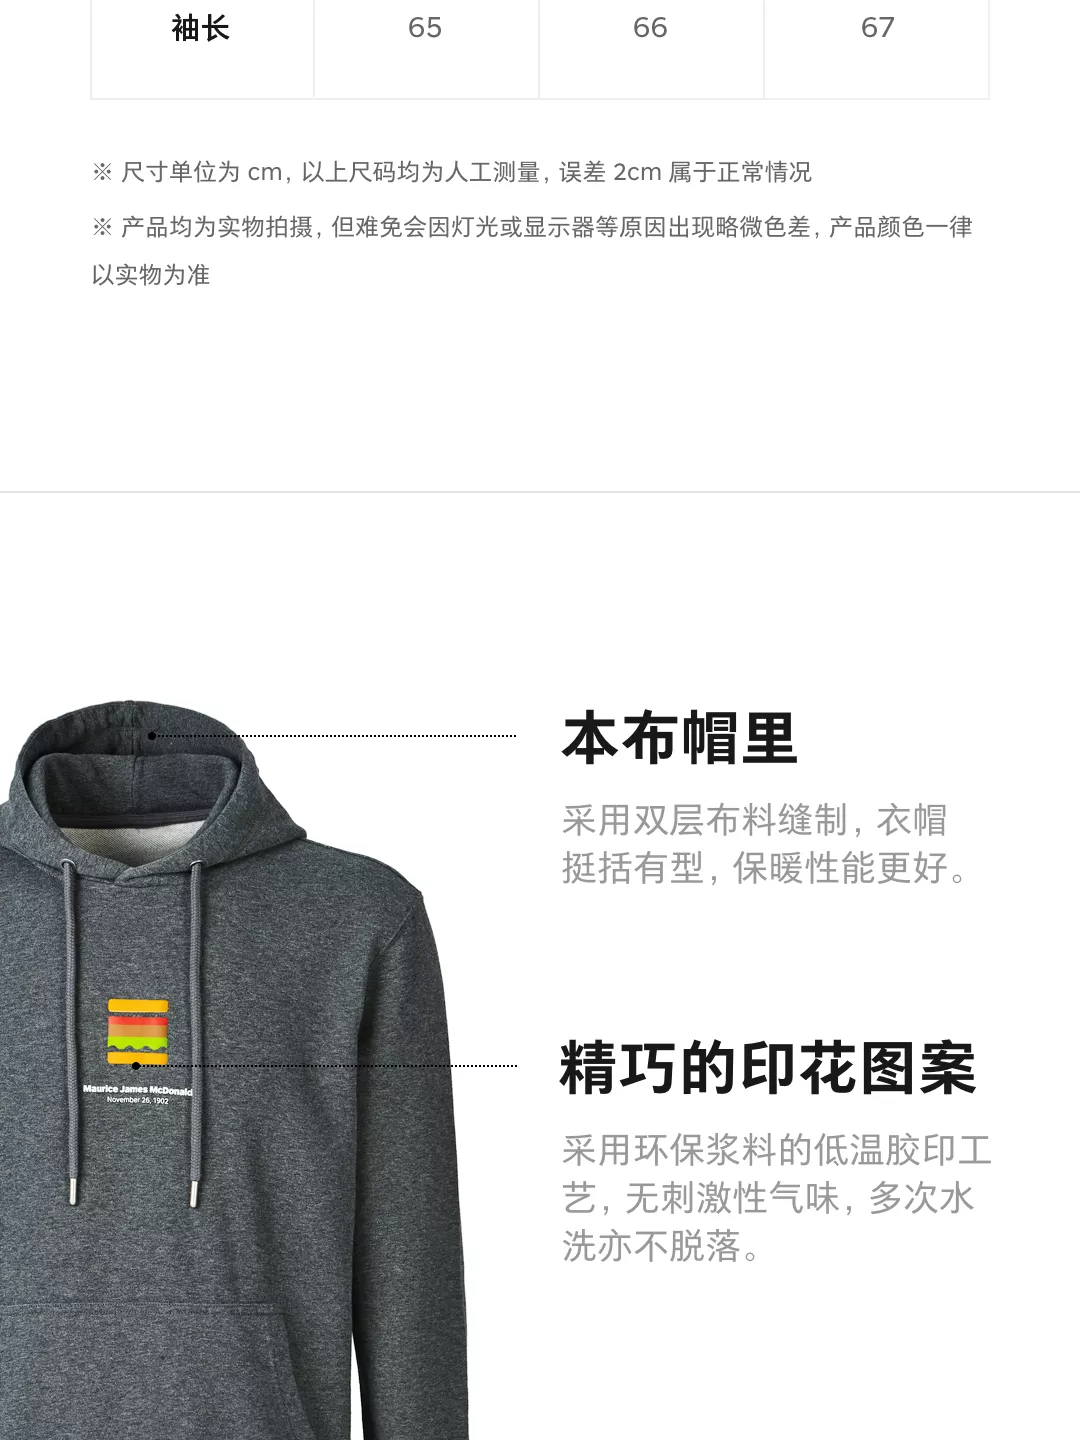 袖长 65 66 67
※ 尺寸单位为 cm, 以上尺码均为人工测量, 误差 2cm 属于正常情况
※ 产品均为实物拍摄, 但难免会因灯光或显示器等原因出现略微色差, 产品颜色一律
以实物为准
本布帽里
采用双层布料缝制, 衣帽
挺括有型, 保暖性能更好。
Maurice James McDonald
November 26, 1902
精巧的印花图案
采用环保浆料的低温胶印工
艺, 无刺激性气味, 多次水
洗亦不脱落。